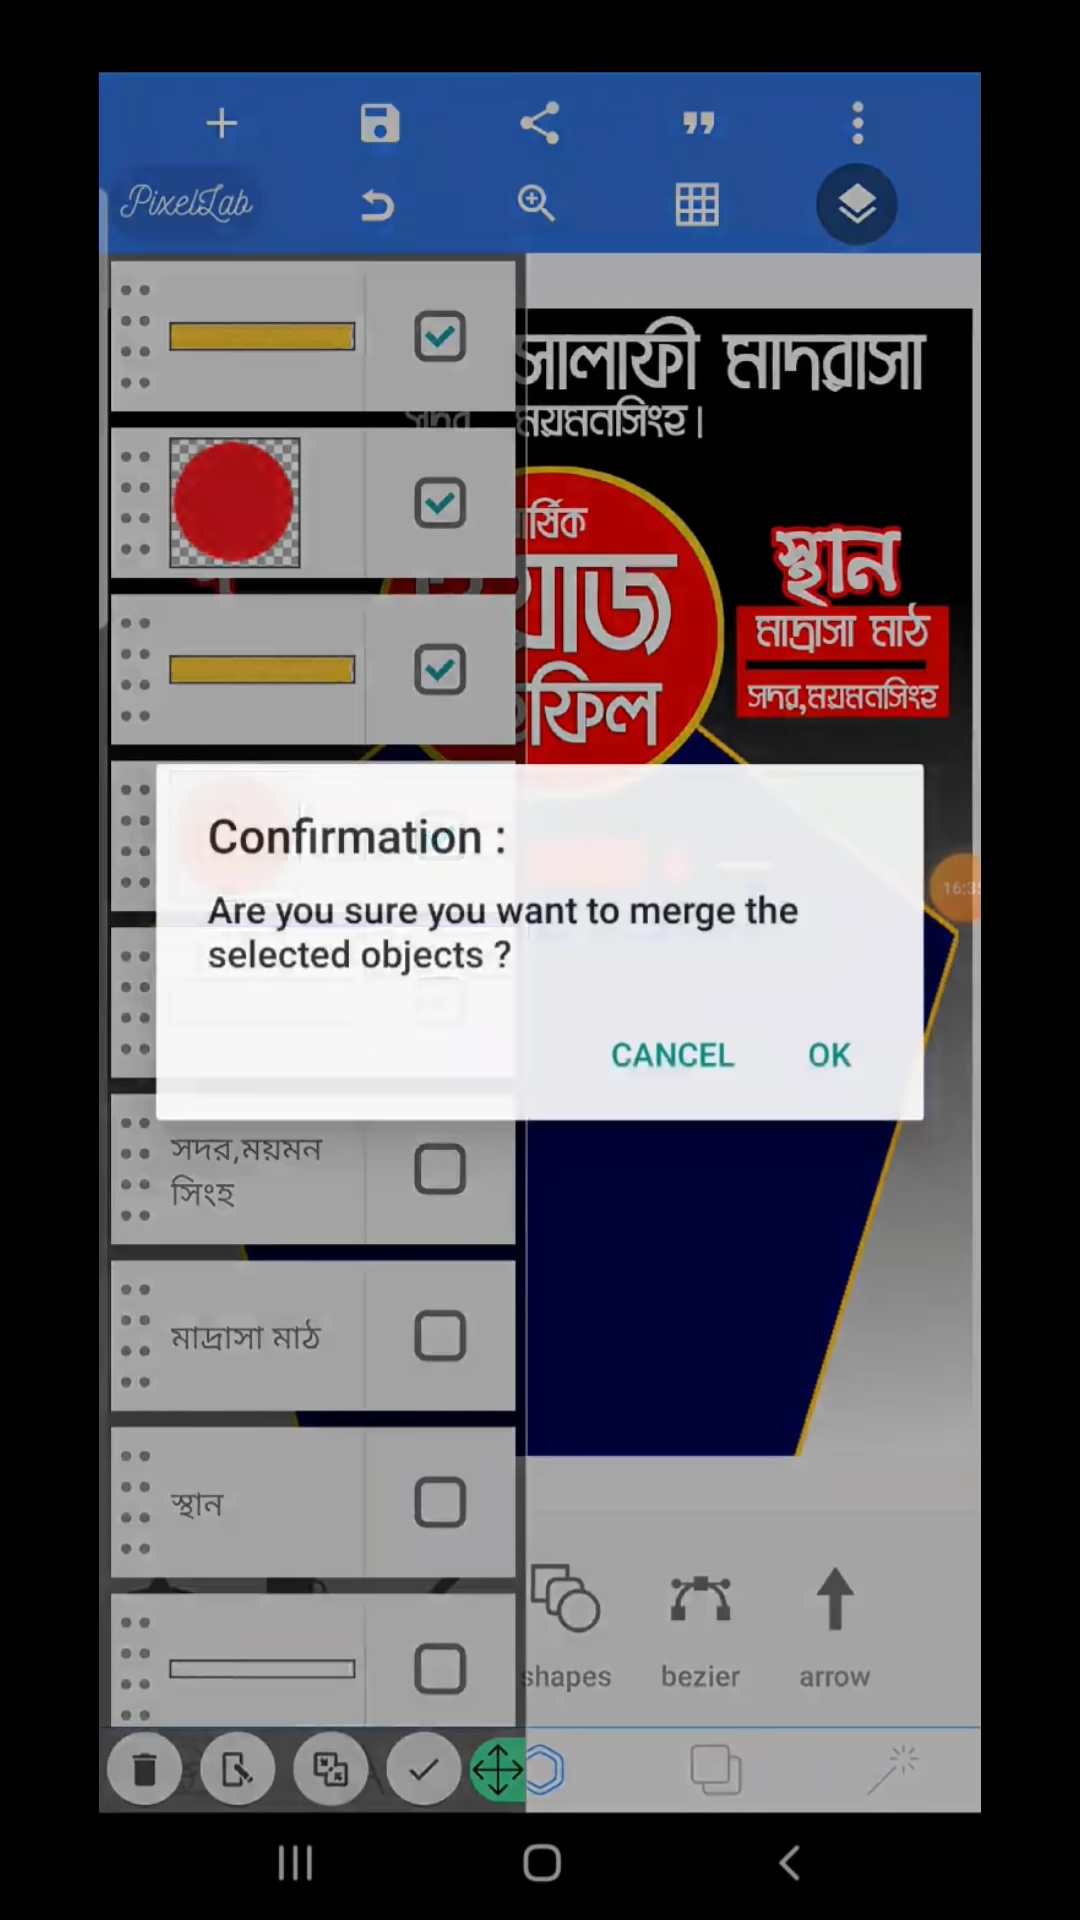 PixelLab
সালাফী মাদরাসা
ময়মনসিংহ।
স্থান
মাদ্রাসা মাঠ
সদর,ময়মনসিংহ
Confirmation :
Are you sure you want to merge the
selected objects ?
CANCEL OK
সদর,ময়মন
সিংহ
মাদ্রাসা মাঠ
স্থান
shapes bezier arrow